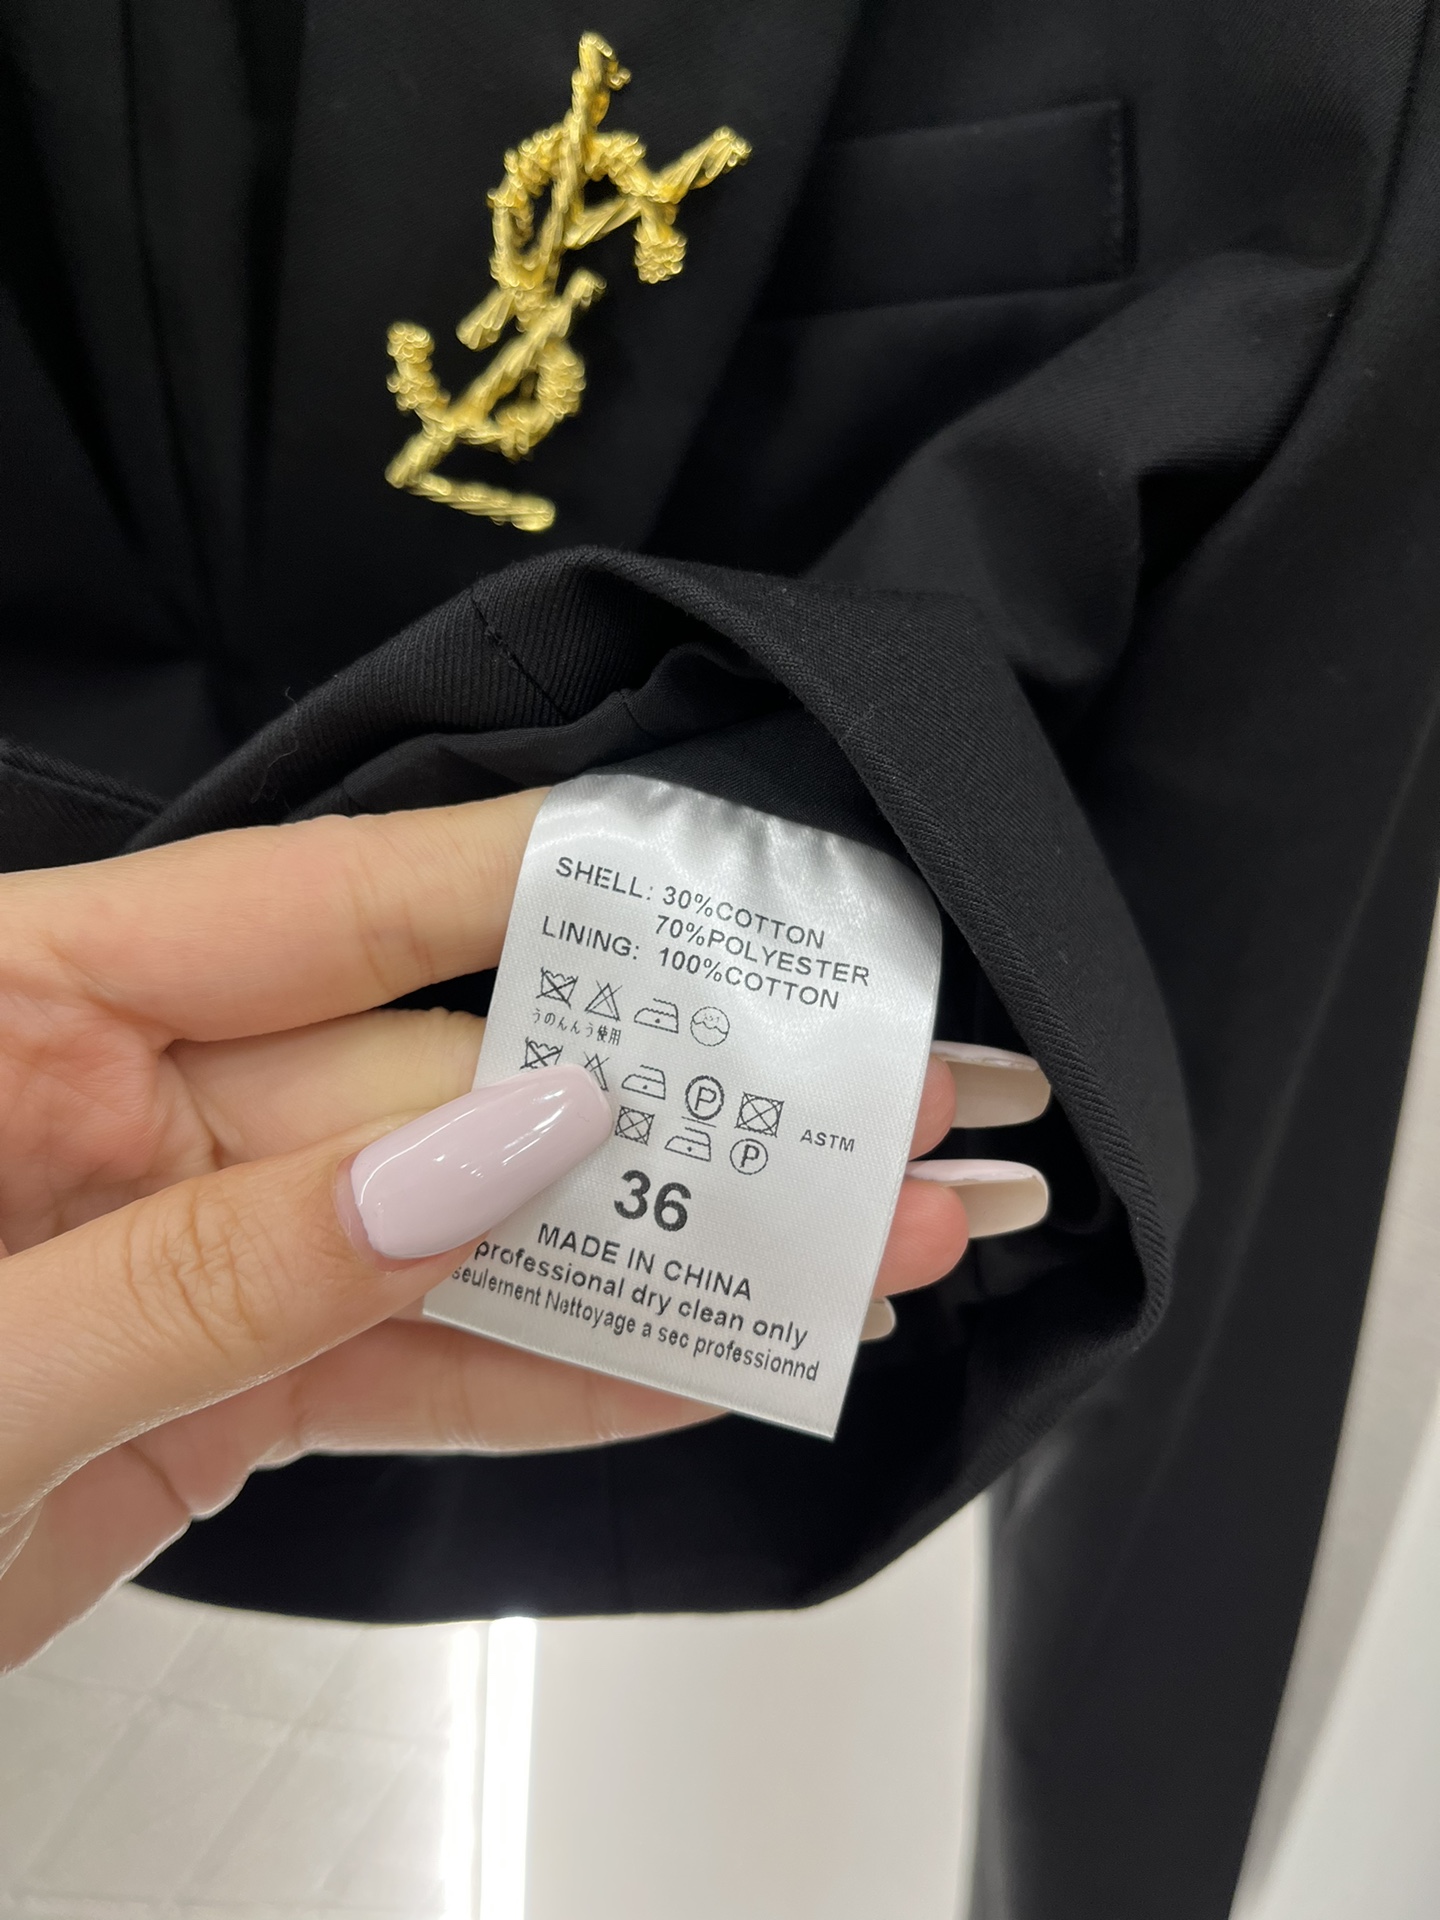 YSL
SHELL: 30%COTTON
70%POLYESTER
LINING: 100%COTTON
うのんんう使用
P
ASTM
P
36
MADE IN CHINA
professional dry clean only
seulement Nettoyage a sec professionnd